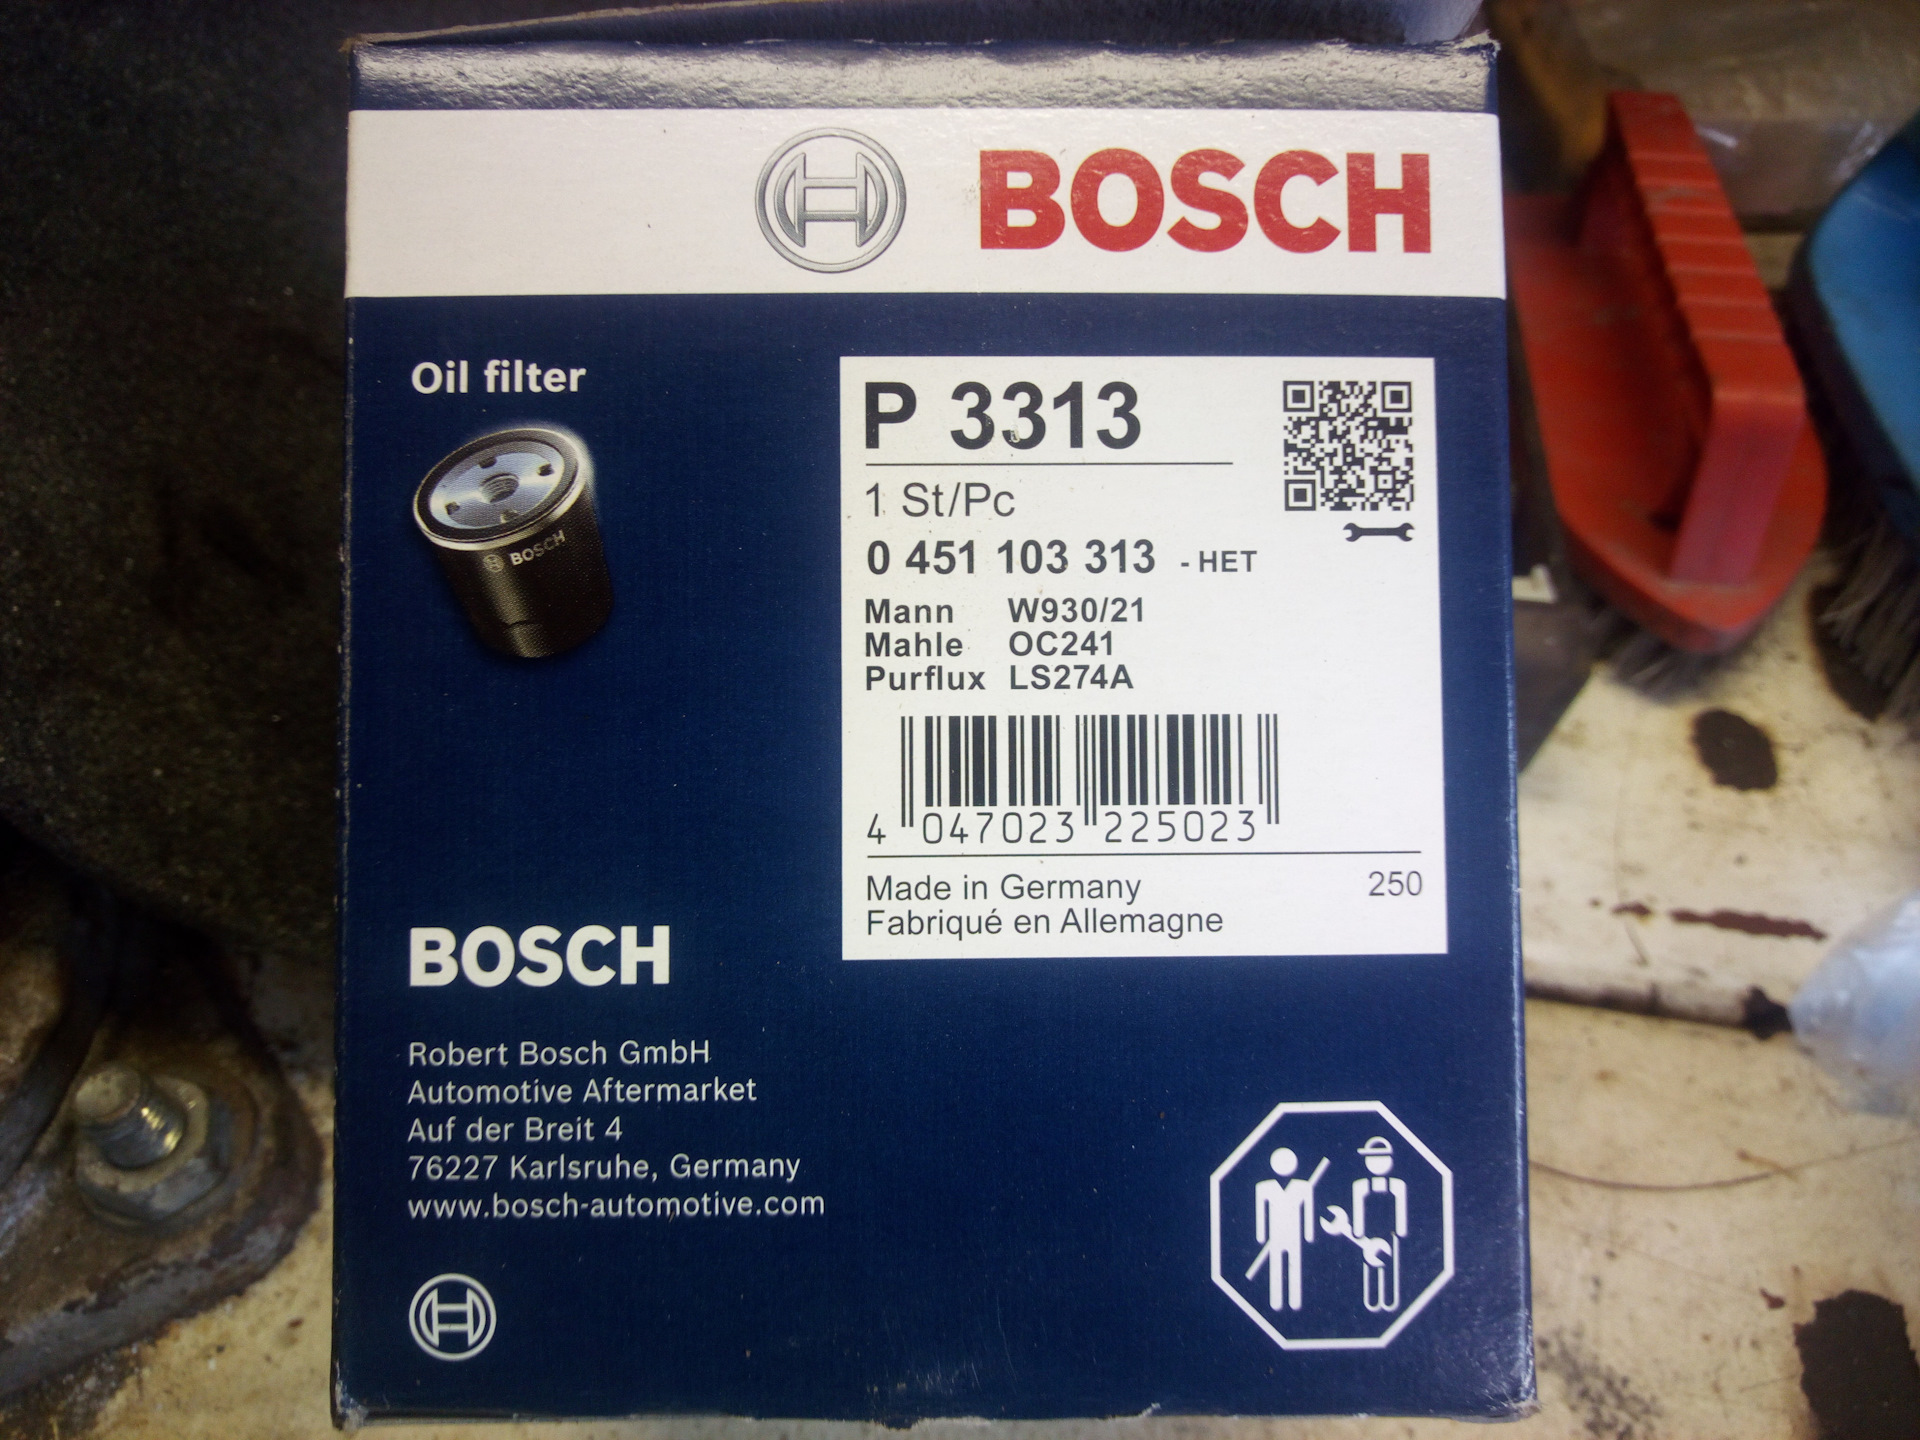 BOSCH
Oil filter
BOSCH
P 3313
1 St/Pc
0 451 103 313 - HET
Mann W930/21
Mahle OC241
Purflux LS274A
4 047023 225023
Made in Germany 250
Fabriqué en Allemagne
BOSCH
Robert Bosch GmbH
Automotive Aftermarket
Auf der Breit 4
76227 Karlsruhe, Germany
www.bosch-automotive.com